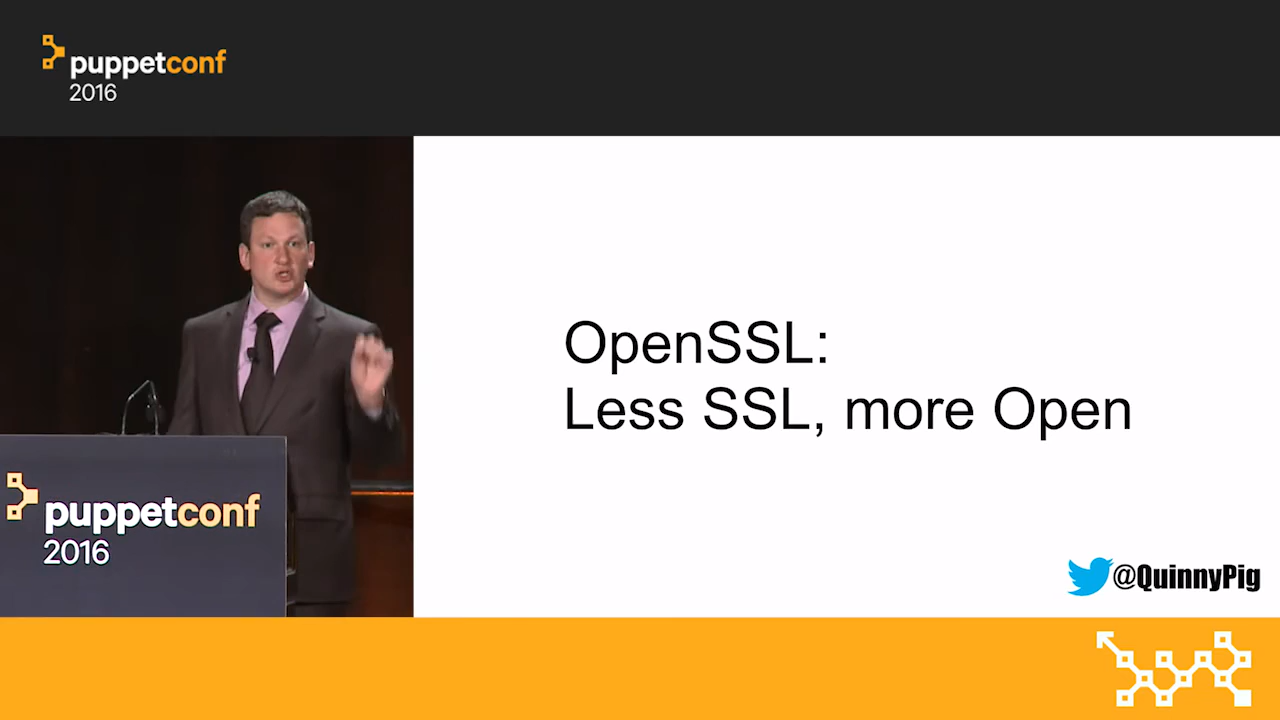 puppetconf
2016
OpenSSL:
Less SSL, more Open
@QuinnyPig
puppetconf
2016